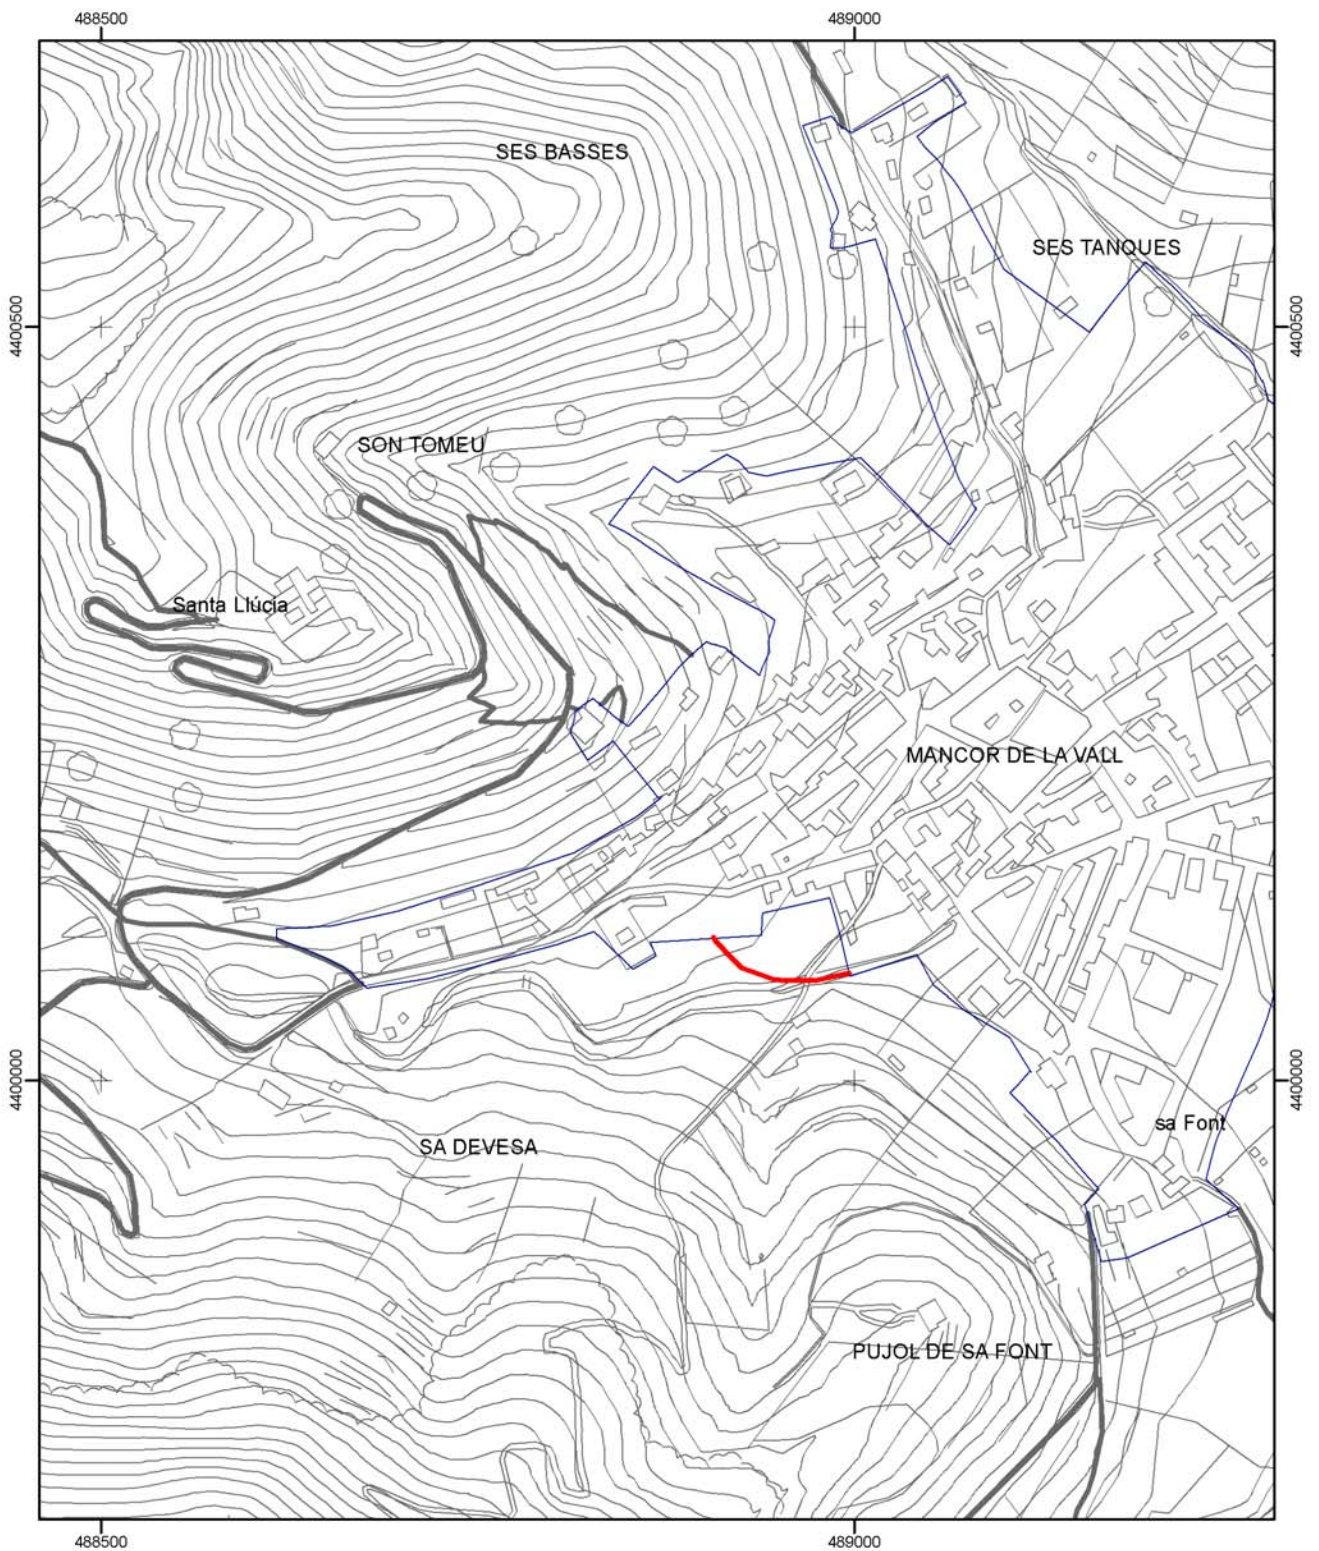 488500
489000
SES BASSES
SES TANQUES
4400500
4400500
SON TOMEU
Santa Llúcia
MANCOR DE LA VALL
4400000
4400000
sa Font
SA DEVESA
PUJOL DE SA FONT
488500
489000